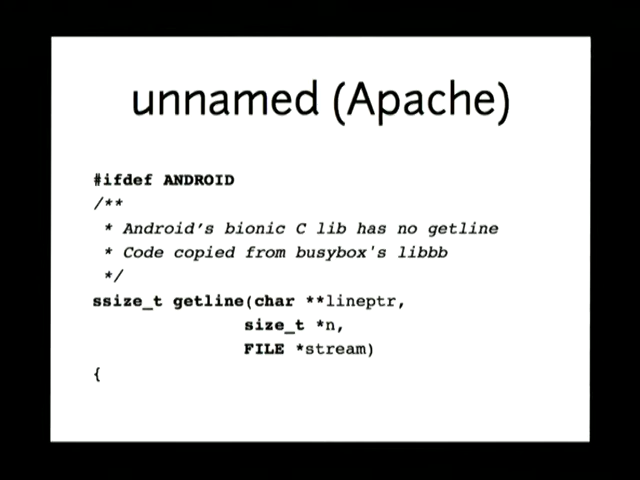 unnamed (Apache)
#ifdef ANDROID
/**
 * Android’s bionic C lib has no getline
 * Code copied from busybox's libbb
 */
ssize_t getline(char **lineptr,
                size_t *n,
                FILE *stream)
{